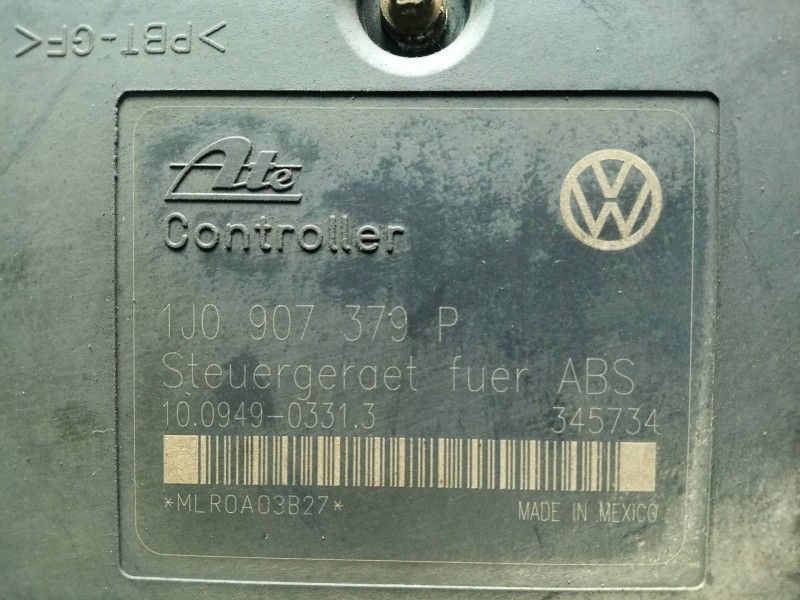 >PBT-GF<
Ate
Controller
1J0 907 379 P
Steuergeraet fuer ABS
10.0949-0331.3 345734
*MLR0A03B27*
MADE IN MEXICO